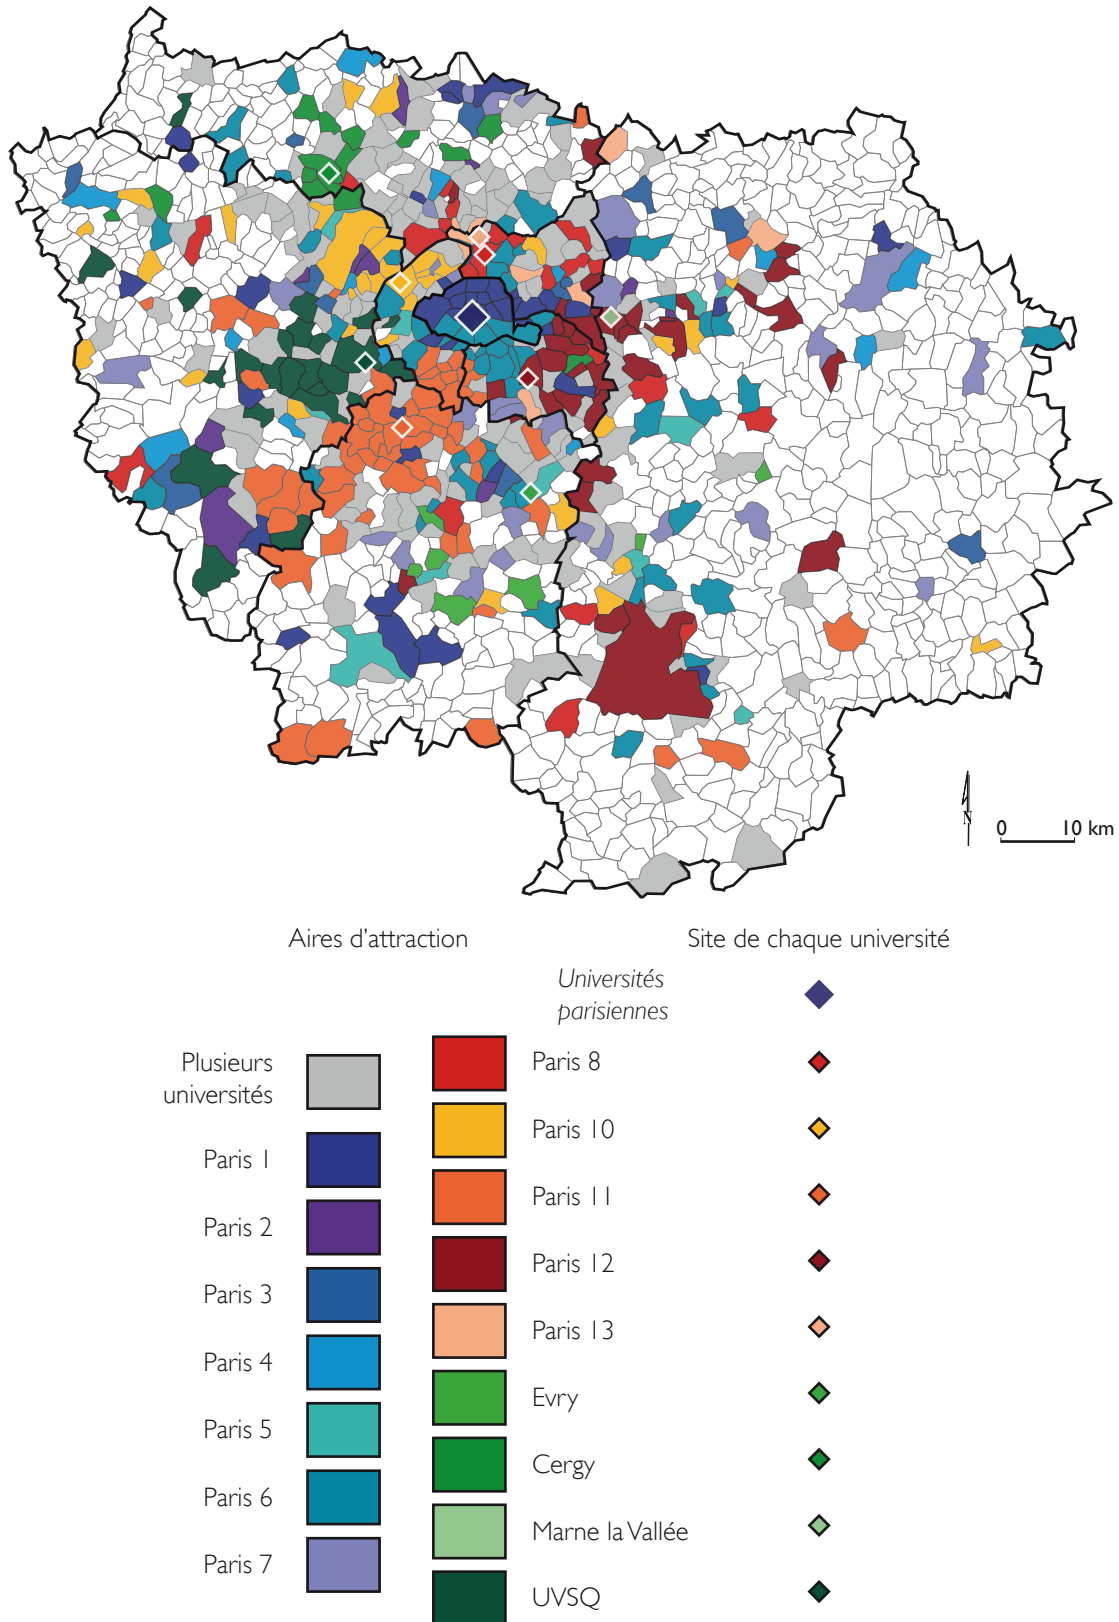 N
0 10 km
Aires d'attraction
Site de chaque université
Universités
parisiennes
Plusieurs
universités
Paris 1
Paris 2
Paris 3
Paris 4
Paris 5
Paris 6
Paris 7
Paris 8
Paris 10
Paris 11
Paris 12
Paris 13
Evry
Cergy
Marne la Vallée
UVSQ